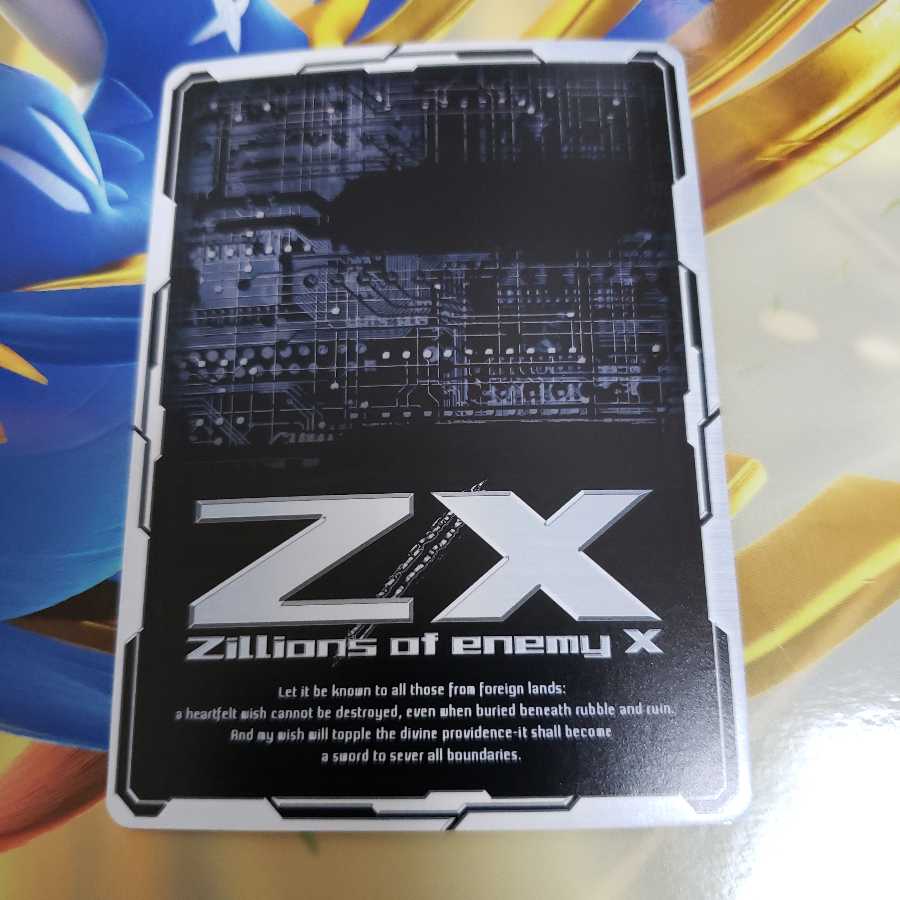 Z/X
Zillions of enemy X
Let it be known to all those from foreign lands:
a heartfelt wish cannot be destroyed, even when buried beneath rubble and ruin.
And my wish will topple the divine providence-it shall become
a sword to sever all boundaries.